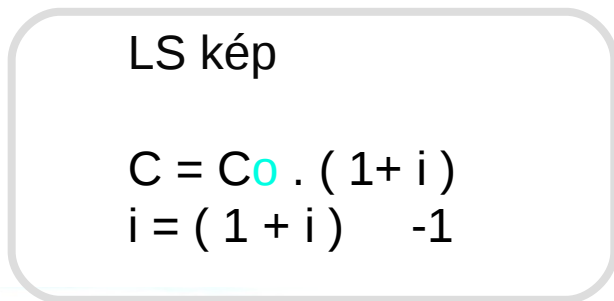 LS kép
C = Co . ( 1+ i )
i = ( 1 + i ) -1